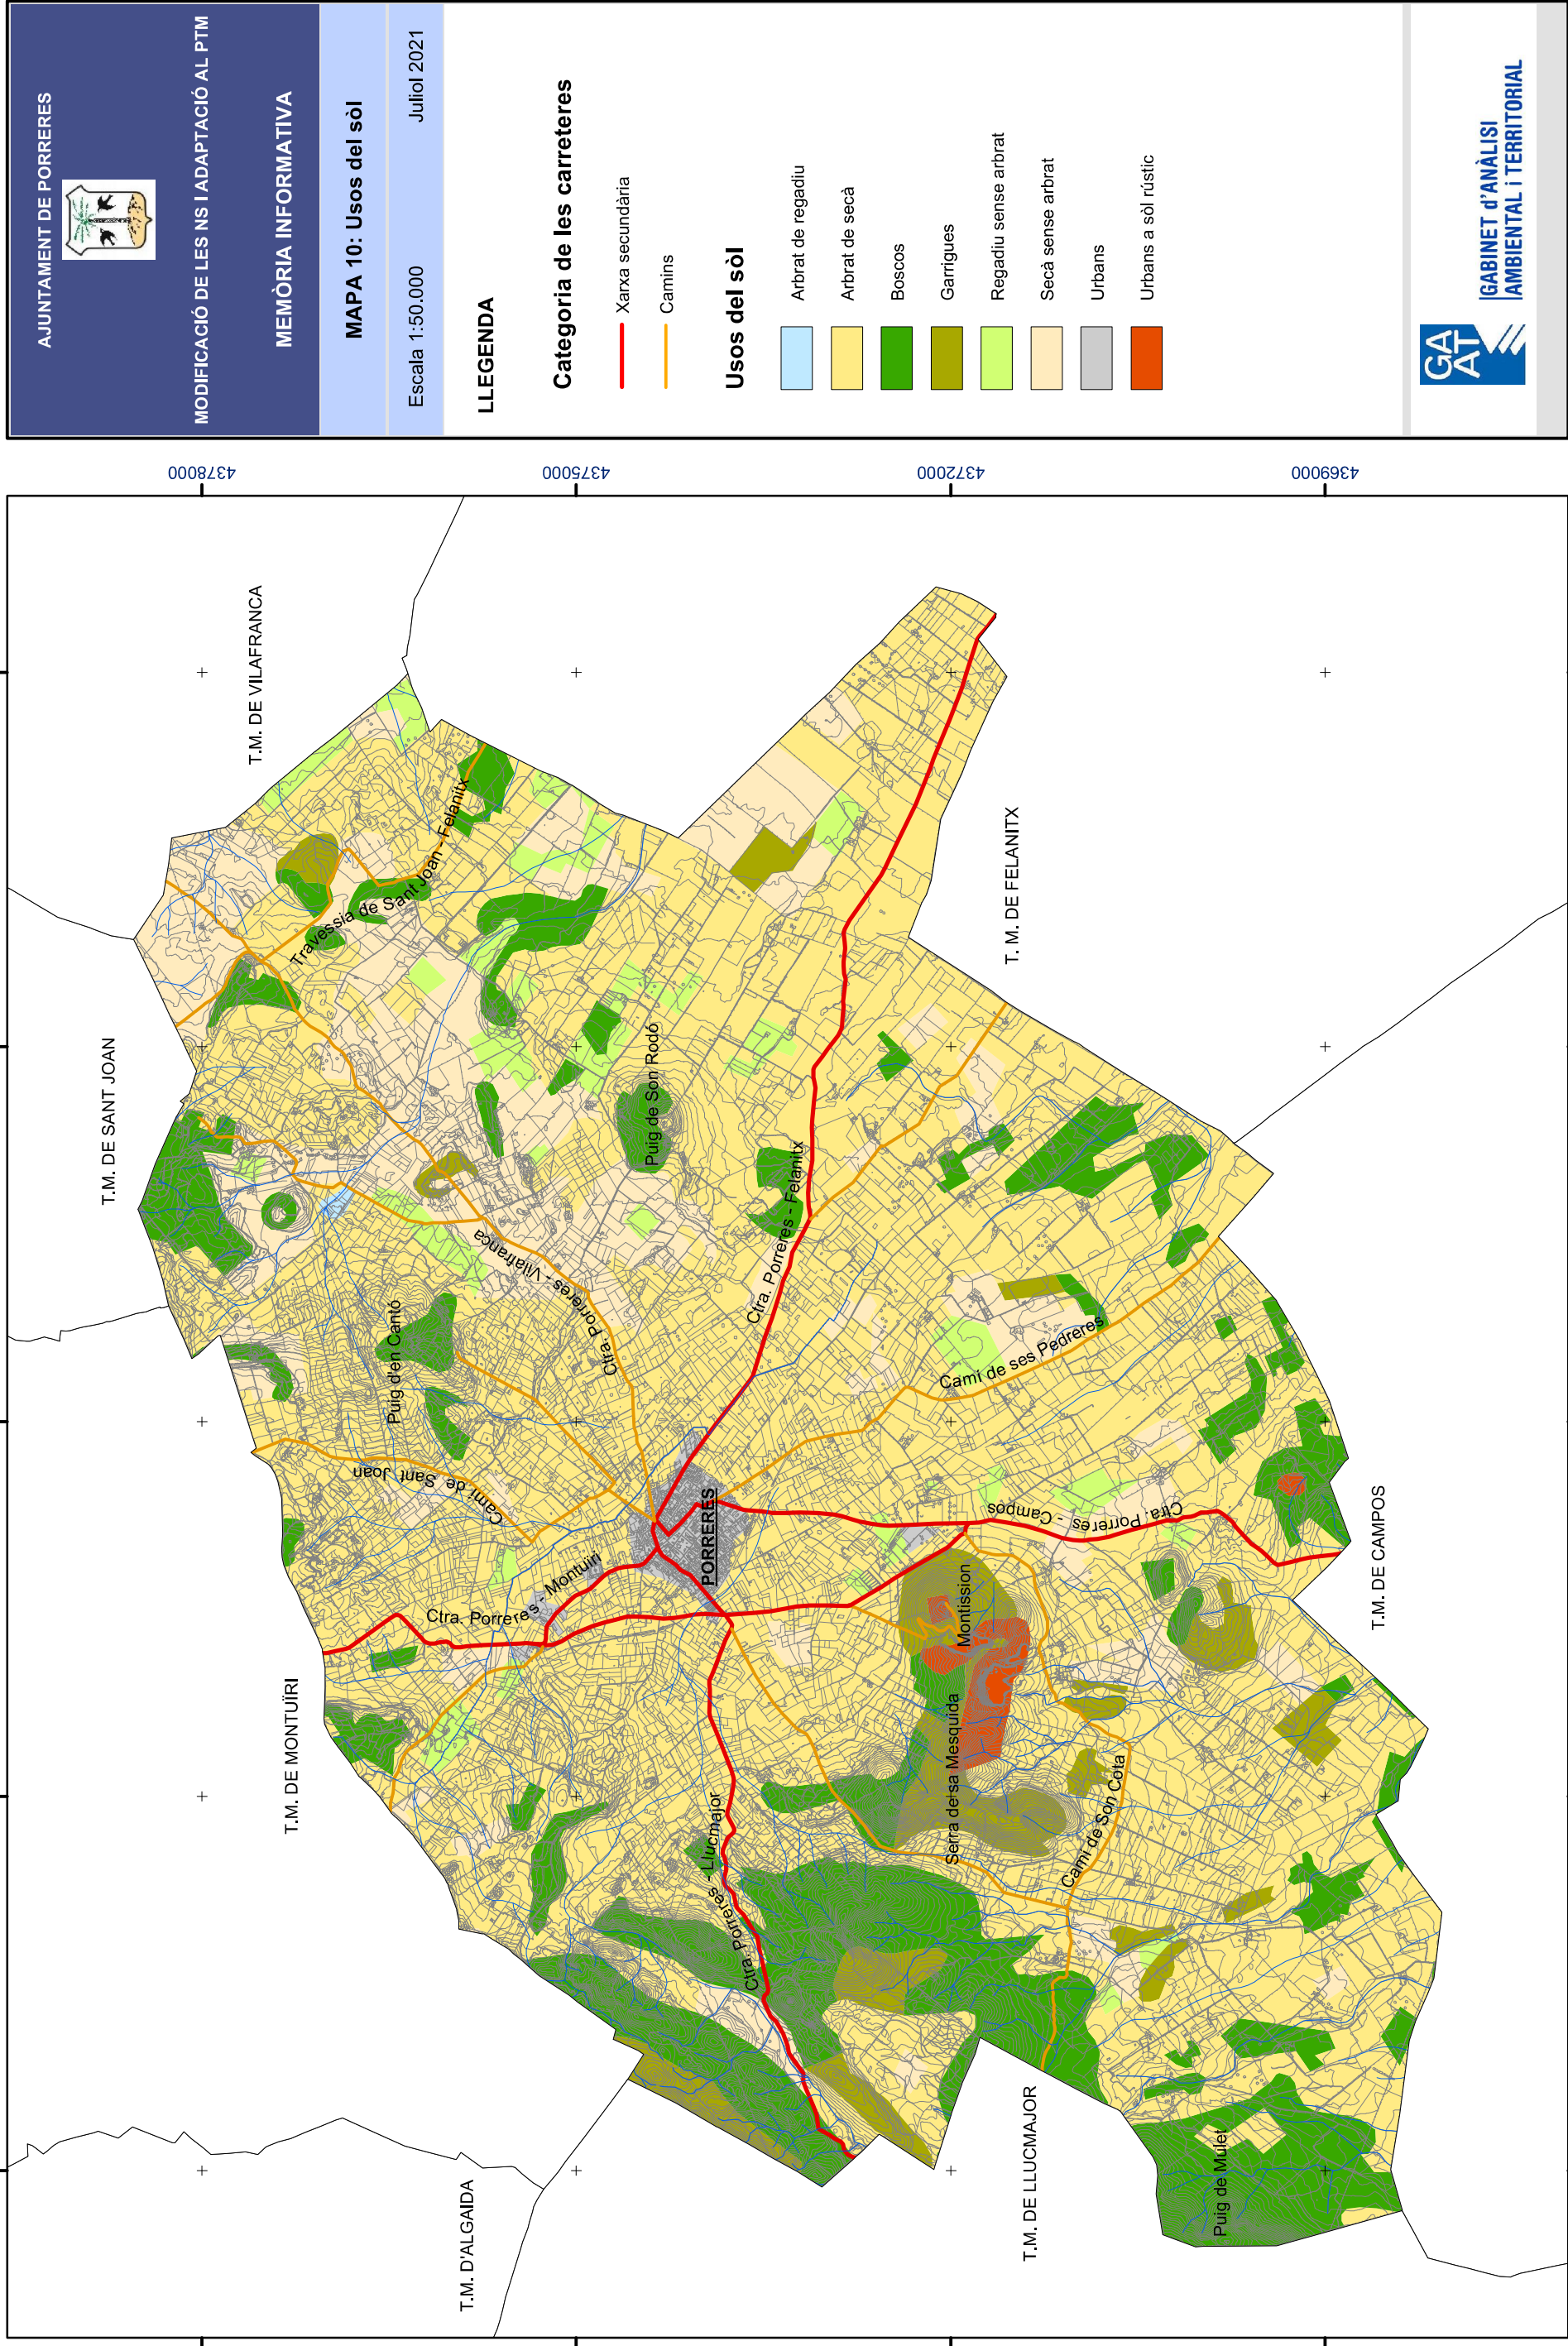 AJUNTAMENT DE PORRERES
MODIFICACIÓ DE LES NS I ADAPTACIÓ AL PTM
MEMÒRIA INFORMATIVA
MAPA 10: Usos del sòl
Escala 1:50.000
Juliol 2021
LLEGENDA
Categoria de les carreteres
Xarxa secundària
Camins
Usos del sòl
Arbrat de regadiu
Arbrat de secà
Boscos
Garrigues
Regadiu sense arbrat
Secà sense arbrat
Urbans
Urbans a sòl rústic
GA
AT
GABINET d'ANÀLISI
AMBIENTAL i TERRITORIAL
4378000
4375000
4372000
4369000
T.M. DE VILAFRANCA
T.M. DE SANT JOAN
T.M. DE MONTUÏRI
T.M. D'ALGAIDA
T. M. DE FELANITX
T.M. DE CAMPOS
T.M. DE LLUCMAJOR
Travessia de Sant Joan - Felanitx
Puig de Son Rodó
Ctra. Porreres - Vilafranca
Puig d'en Cantó
Camí de Sant Joan
Ctra. Porreres - Felanitx
Camí de ses Pedreres
Ctra. Porreres - Montuïri
PORRERES
Ctra. Porreres - Campos
Montission
Serra de sa Mesquida
Ctra. Porreres - Llucmajor
Camí de Son Cota
Puig de Mulet